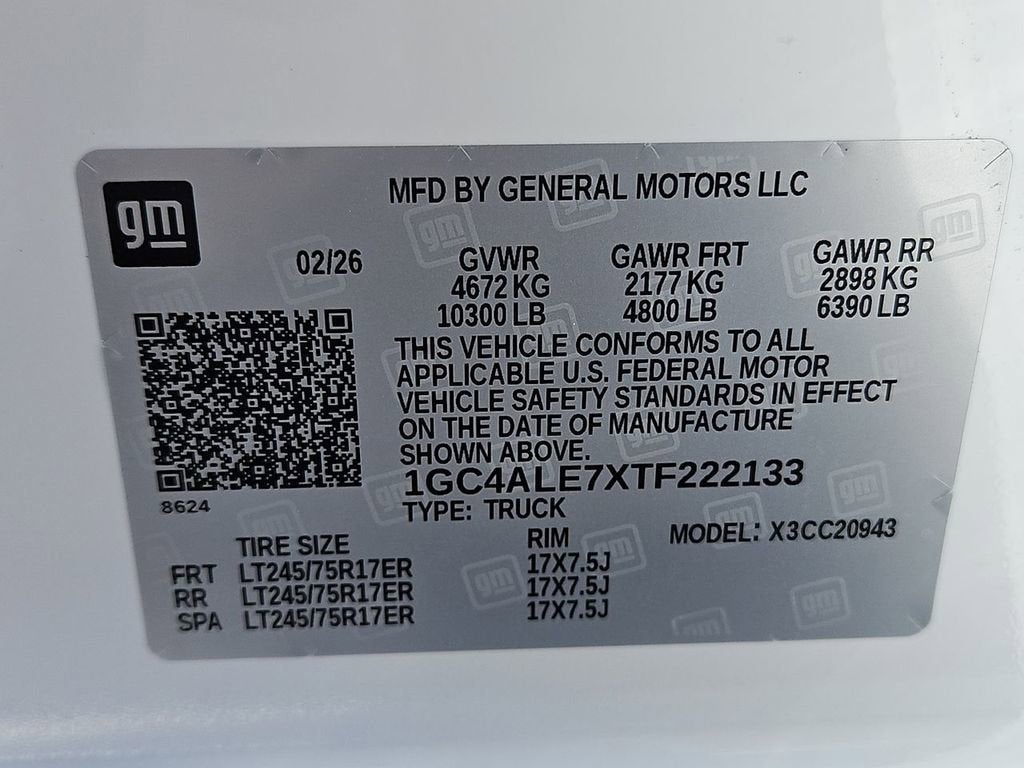 gm
MFD BY GENERAL MOTORS LLC
02/26
GVWR GAWR FRT GAWR RR
4672 KG 2177 KG 2898 KG
10300 LB 4800 LB 6390 LB
THIS VEHICLE CONFORMS TO ALL
APPLICABLE U.S. FEDERAL MOTOR
VEHICLE SAFETY STANDARDS IN EFFECT
ON THE DATE OF MANUFACTURE
SHOWN ABOVE.
1GC4ALE7XTF222133
8624
TYPE: TRUCK
MODEL: X3CC20943
TIRE SIZE RIM
FRT LT245/75R17ER 17X7.5J
RR LT245/75R17ER 17X7.5J
SPA LT245/75R17ER 17X7.5J